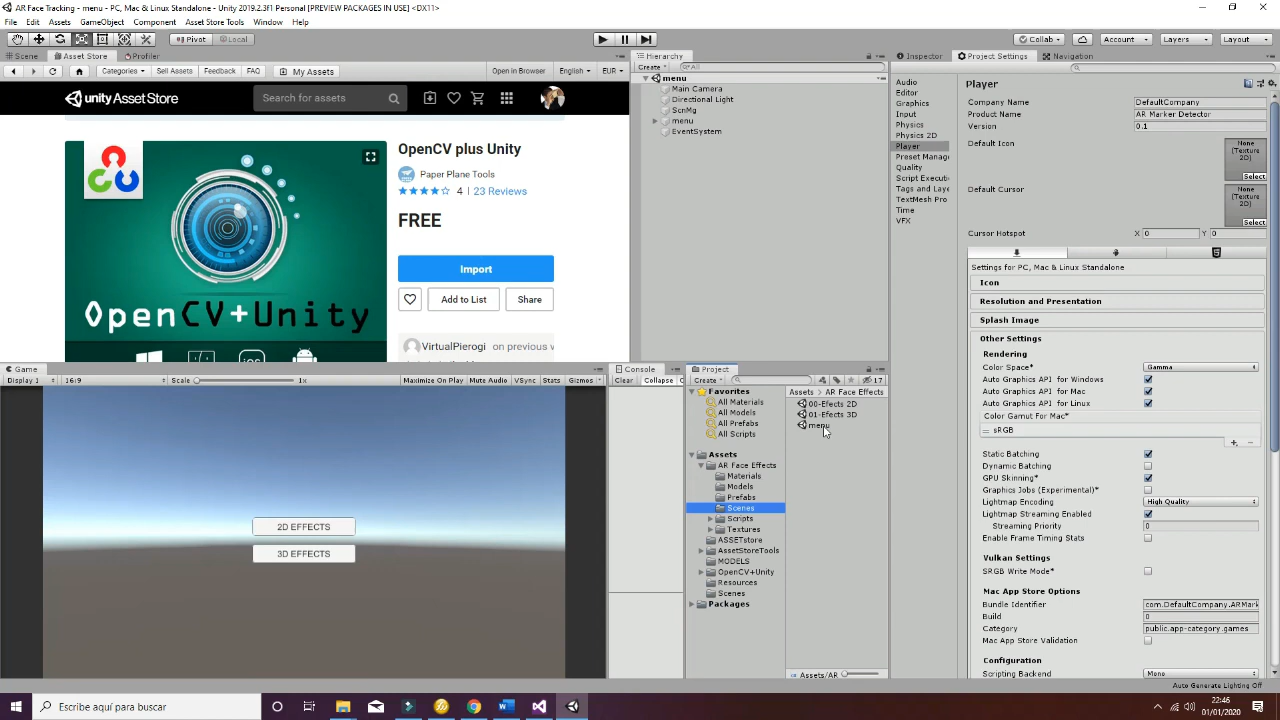 AR Face Tracking - menu - PC, Mac & Linux Standalone - Unity 2019.2.3f1 Personal [PREVIEW PACKAGES IN USE] <DX11>
File Edit Assets GameObject Component Asset Store Tools Window Help
Pivot Local
Collab Account Layers Layout
Scene Asset Store Profiler
Categories Sell Assets Feedback FAQ My Assets Open in Browser English EUR
unity Asset Store
Search for assets
OpenCV plus Unity
Paper Plane Tools
4 | 23 Reviews
FREE
Import
Add to List Share
VirtualPierogi on previous v
OpenCV+Unity
iOS
Hierarchy
Create All
menu
Main Camera
Directional Light
ScnMg
menu
EventSystem
Game
Display 1 16:9 Scale 1x Maximize On Play Mute Audio VSync Stats Gizmos
2D EFFECTS
3D EFFECTS
Console
Clear Collapse C
Project
Create 17
Favorites
All Materials
All Models
All Prefabs
All Scripts
Assets
AR Face Effects
Materials
Models
Prefabs
Scenes
Scripts
Textures
ASSETstore
AssetStoreTools
MODELS
OpenCV+Unity
Resources
Scenes
Packages
Assets AR Face Effects
00-Efects 2D
01-Efects 3D
menu
Assets/AR
Inspector Project Settings Navigation
Audio
Editor
Graphics
Input
Physics
Physics 2D
Player
Preset Manag
Quality
Script Executi
Tags and Laye
TextMesh Pro
Time
VFX
Player
Company Name DefaultCompany
Product Name AR Marker Detector
Version 0.1
Default Icon None (Texture 2D) Select
Default Cursor None (Texture 2D) Select
Cursor Hotspot X 0 Y 0
Settings for PC, Mac & Linux Standalone
Icon
Resolution and Presentation
Splash Image
Other Settings
Rendering
Color Space* Gamma
Auto Graphics API for Windows
Auto Graphics API for Mac
Auto Graphics API for Linux
Color Gamut For Mac*
sRGB
Static Batching
Dynamic Batching
GPU Skinning*
Graphics Jobs (Experimental)*
Lightmap Encoding High Quality
Lightmap Streaming Enabled
Streaming Priority 0
Enable Frame Timing Stats
Vulkan Settings
SRGB Write Mode*
Mac App Store Options
Bundle Identifier com.DefaultCompany.ARMark
Build 0
Category public.app-category.games
Mac App Store Validation
Configuration
Scripting Backend Mono
Auto Generate Lighting Off
Escribe aquí para buscar
22:46
01/01/2020